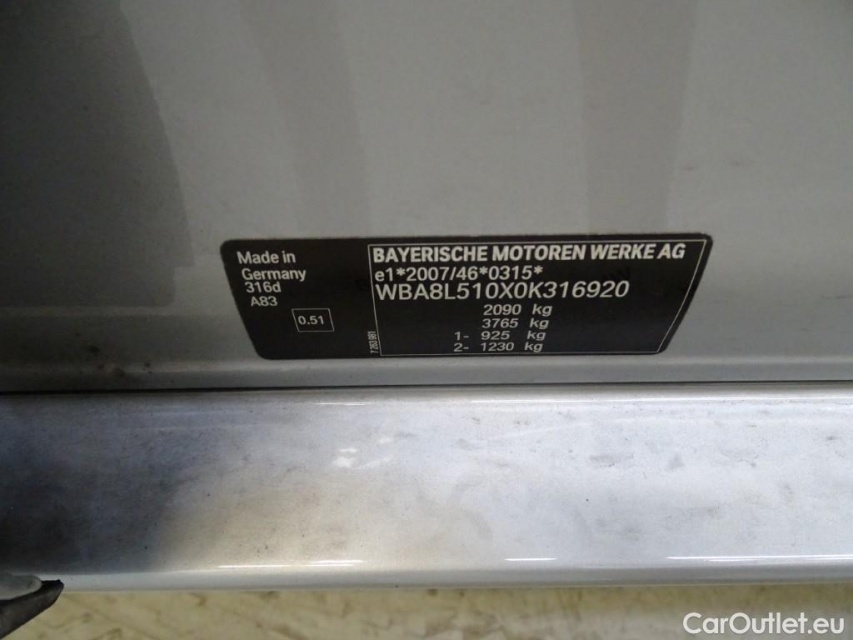 Made in
Germany
316d
A83
0.51
BAYERISCHE MOTOREN WERKE AG
e1*2007/46*0315*
WBA8L510X0K316920
2090 kg
3765 kg
1- 925 kg
2- 1230 kg
CarOutlet.eu